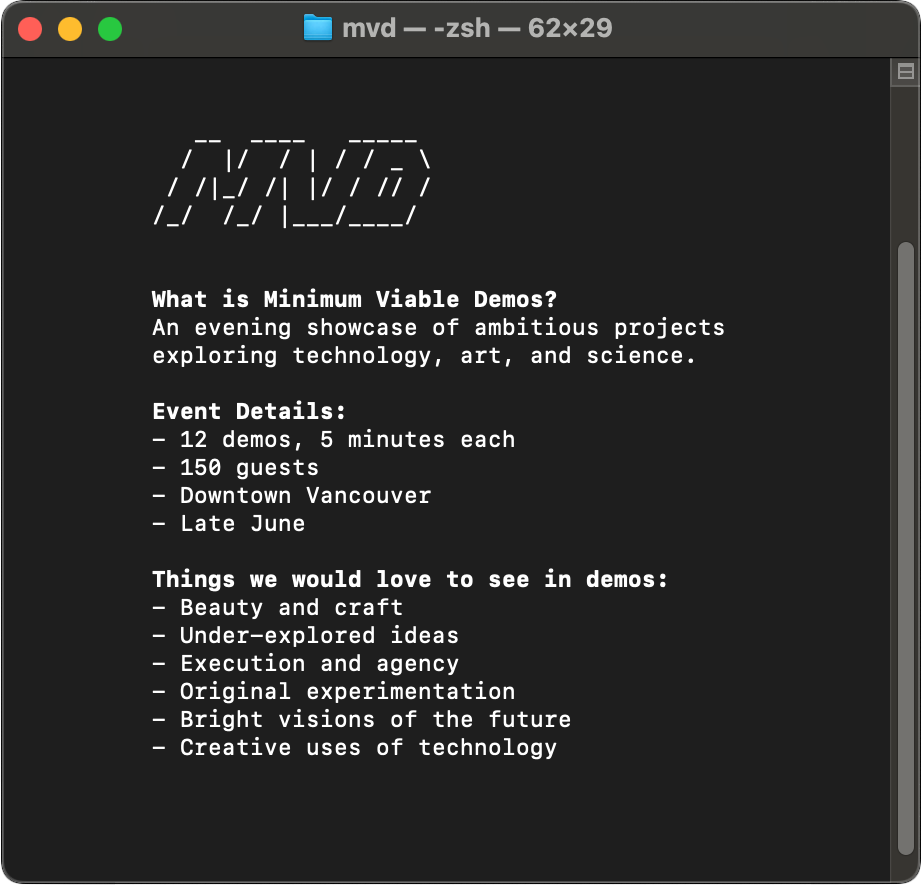 mvd — -zsh — 62×29
   __  ____   _____
  /  |/  / | / / _ \
 / /|_/ /| |/ / // /
/_/  /_/ |___/____/
What is Minimum Viable Demos?
An evening showcase of ambitious projects
exploring technology, art, and science.
Event Details:
- 12 demos, 5 minutes each
- 150 guests
- Downtown Vancouver
- Late June
Things we would love to see in demos:
- Beauty and craft
- Under-explored ideas
- Execution and agency
- Original experimentation
- Bright visions of the future
- Creative uses of technology